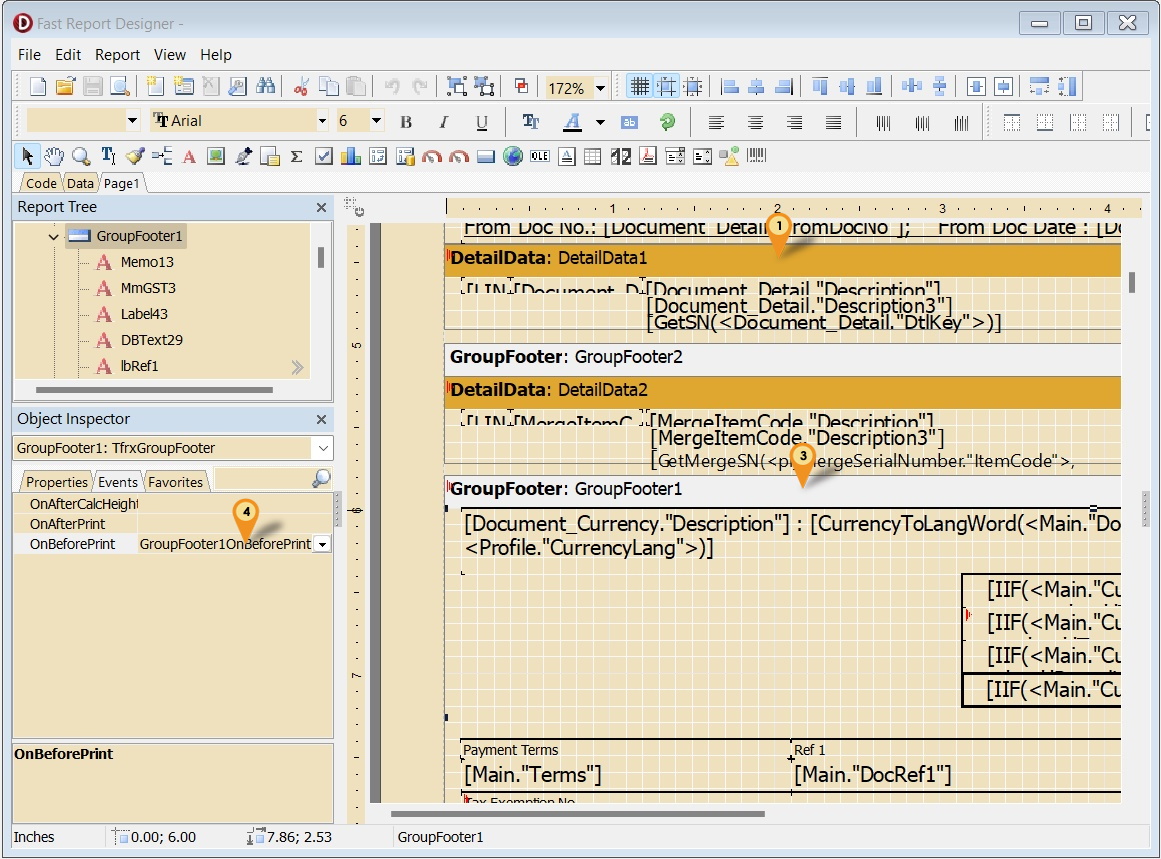 Fast Report Designer -
File Edit Report View Help
172%
Arial 6 B I U
OLE
Code Data Page1
Report Tree
GroupFooter1
Memo13
MmGST3
Label43
DBText29
lbRef1
Object Inspector
GroupFooter1: TfrxGroupFooter
Properties Events Favorites
OnAfterCalcHeight
OnAfterPrint
OnBeforePrint GroupFooter1OnBeforePrint
4
OnBeforePrint
1 2 3 4
5
6
7
From Doc No.: [Document_Detail romDocNo"]; From Doc Date : [Do
1
DetailData: DetailData1
[LIN [Document_D [Document_Detail."Description"]
[Document_Detail."Description3"]
[GetSN(<Document_Detail."DtlKey">)]
GroupFooter: GroupFooter2
DetailData: DetailData2
[LIN [MergeItemC [MergeItemCode."Description"]
[MergeItemCode."Description3"]
[GetMergeSN(<pl MergeSerialNumber."ItemCode">,
3
GroupFooter: GroupFooter1
[Document_Currency."Description"] : [CurrencyToLangWord(<Main."Do
<Profile."CurrencyLang">)]
[IIF(<Main."Cu
[IIF(<Main."Cu
[IIF(<Main."Cu
[IIF(<Main."Cu
Payment Terms Ref 1
[Main."Terms"] [Main."DocRef1"]
Tax Exemption No
Inches 0.00; 6.00 7.86; 2.53 GroupFooter1